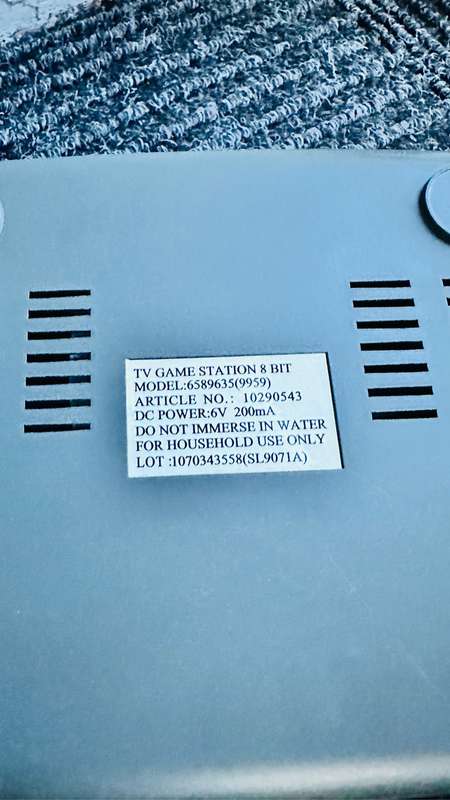 TV GAME STATION 8 BIT
MODEL:6589635(9959)
ARTICLE NO.: 10290543
DC POWER:6V 200mA
DO NOT IMMERSE IN WATER
FOR HOUSEHOLD USE ONLY
LOT :1070343558(SL9071A)